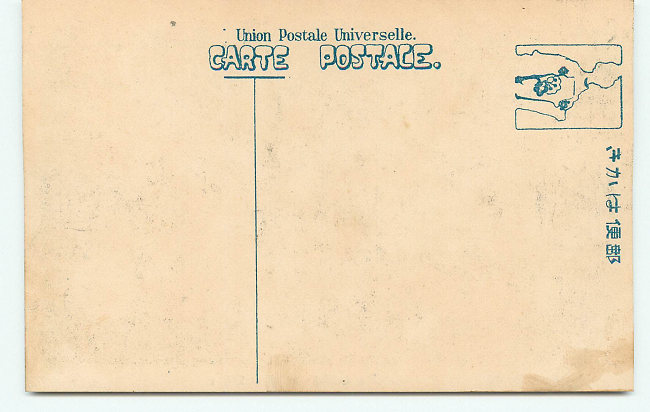 Union Postale Universelle.
CARTE POSTALE.
郵便はかき